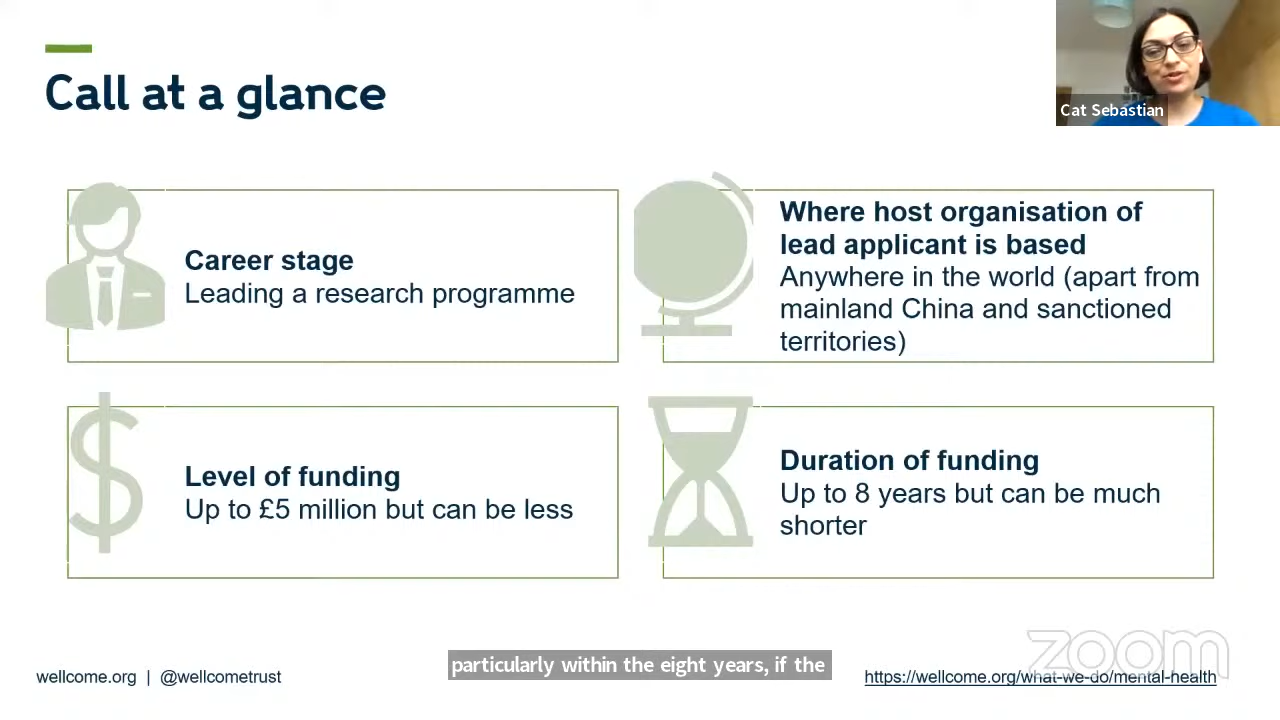 Call at a glance
Cat Sebastian
Career stage
Leading a research programme
Where host organisation of
lead applicant is based
Anywhere in the world (apart from
mainland China and sanctioned
territories)
Level of funding
Up to £5 million but can be less
Duration of funding
Up to 8 years but can be much
shorter
zoom
particularly within the eight years, if the
wellcome.org | @wellcometrust
https://wellcome.org/what-we-do/mental-health